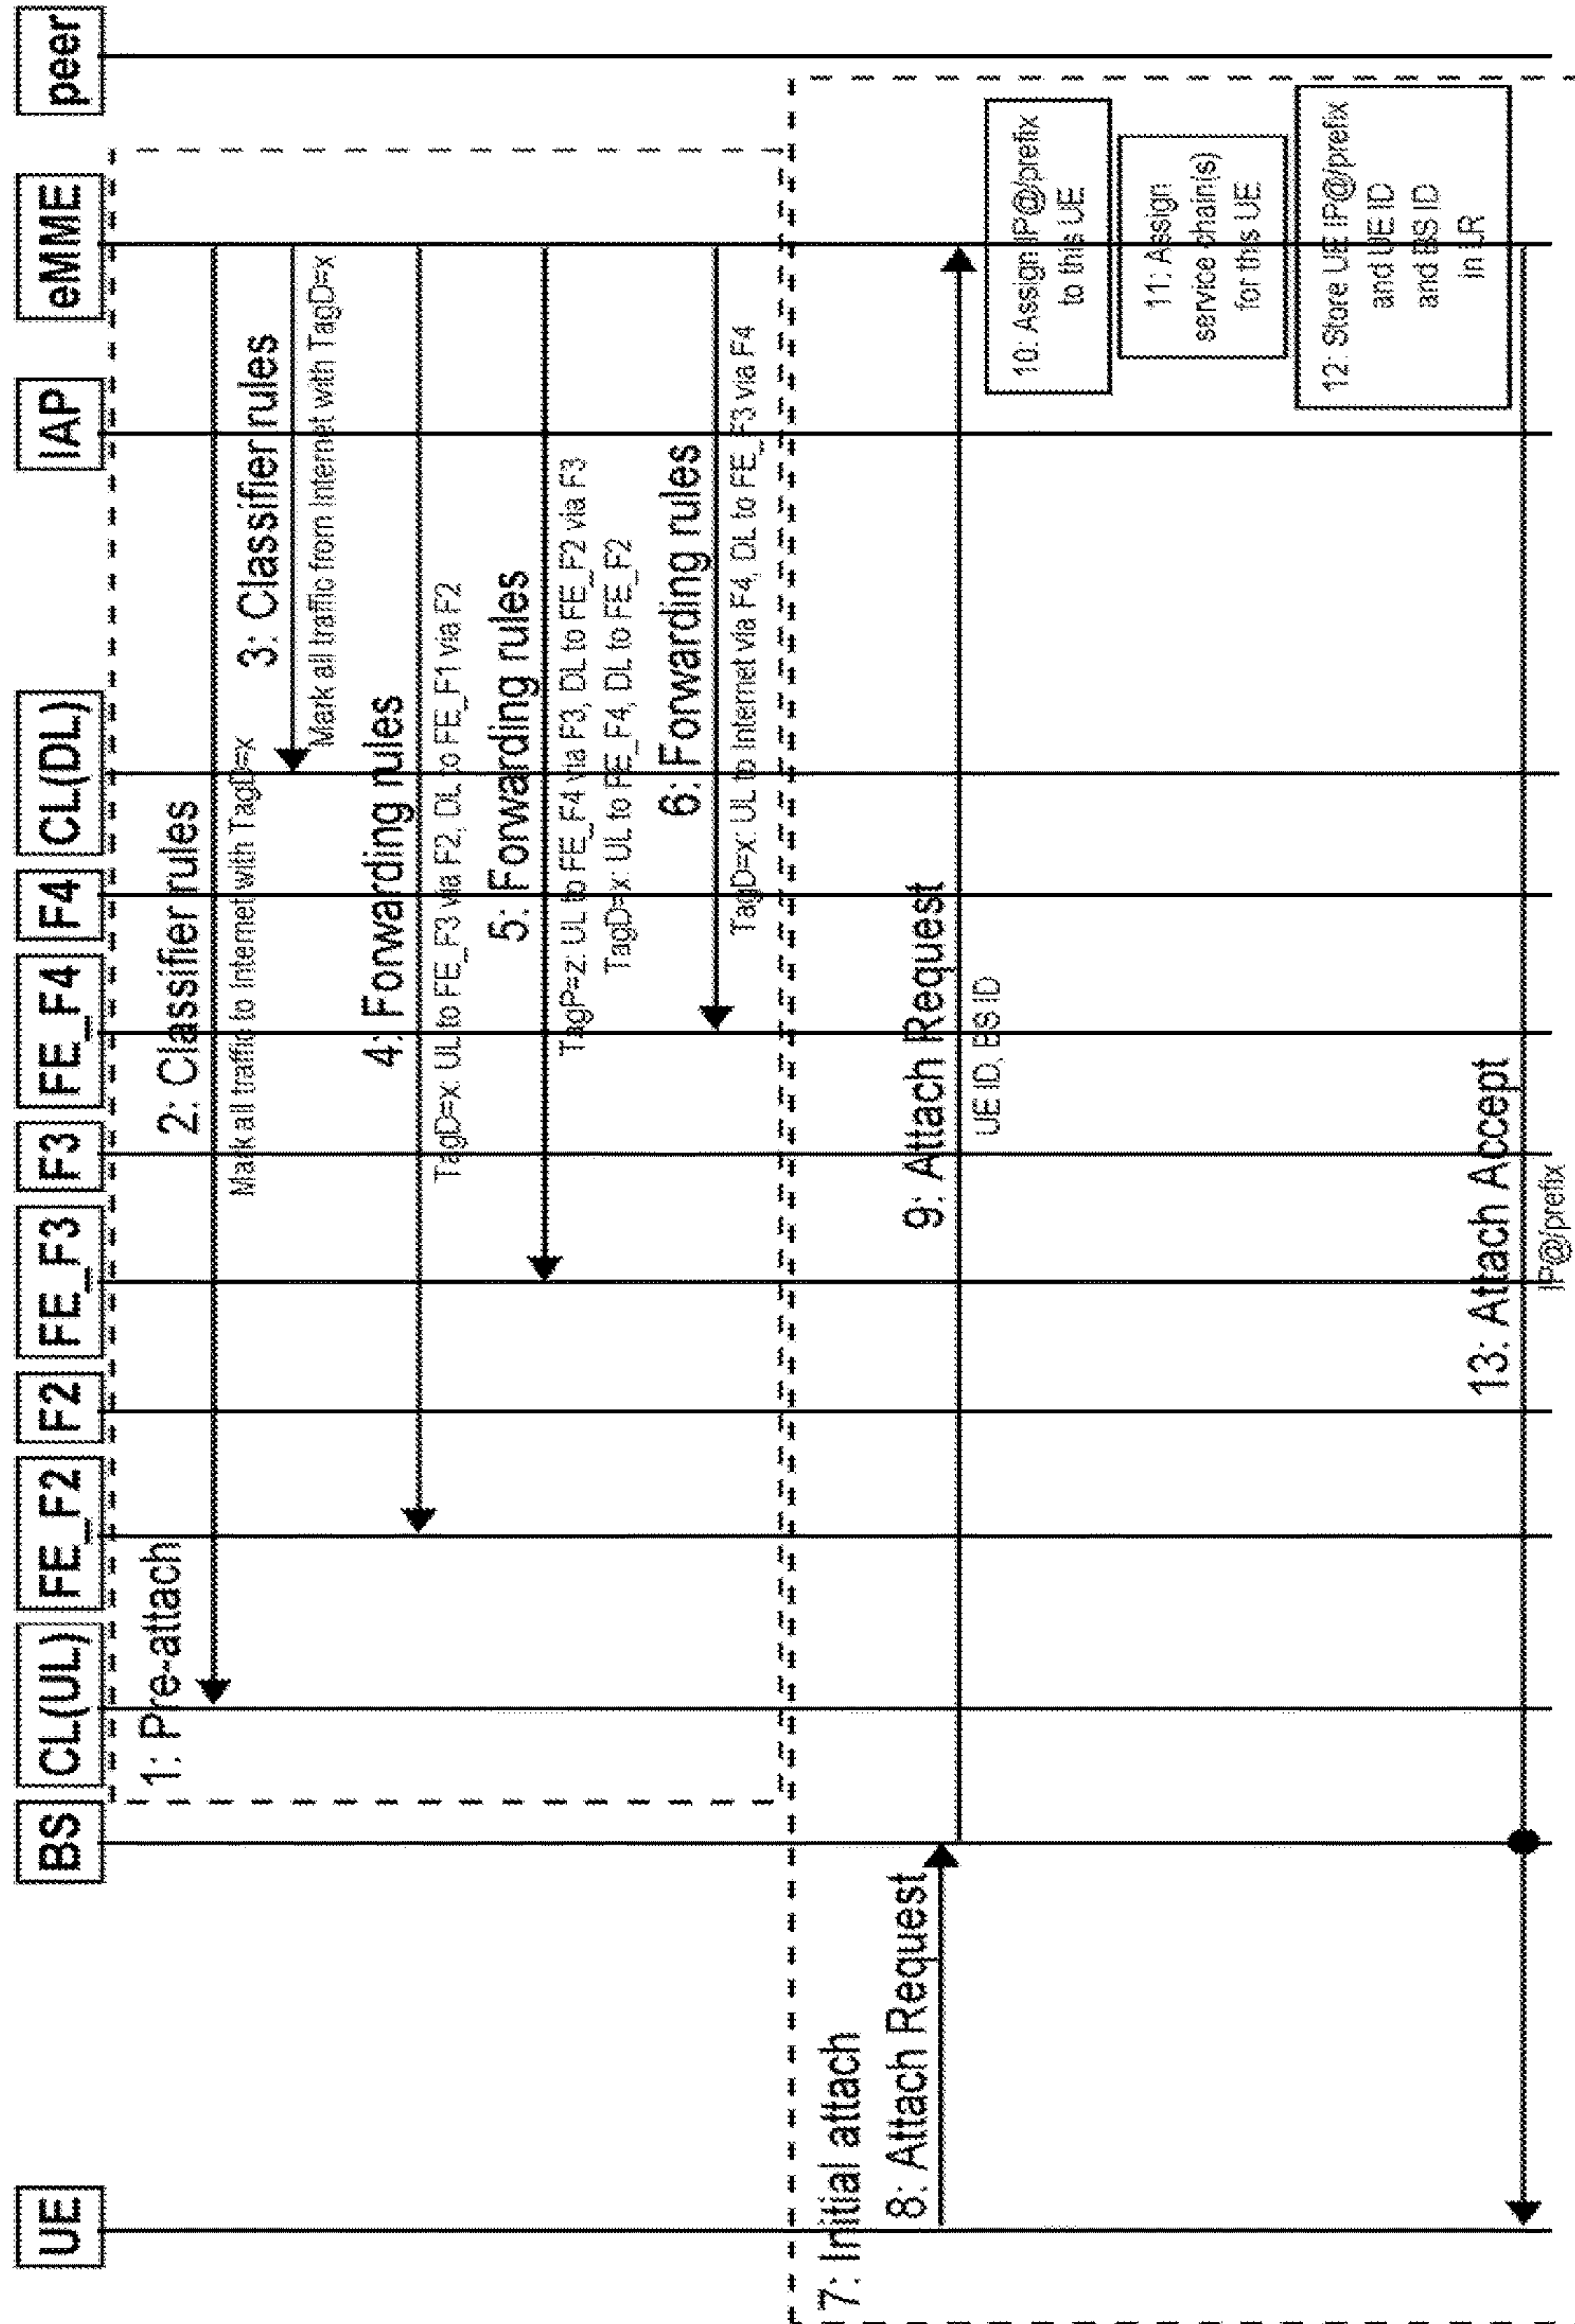 UE
BS
CL(UL)
FE_F2
F2
FE_F3
F3
FE_F4
F4
CL(DL)
IAP
eMME
peer
1: Pre-attach
2: Classifier rules
Mark all traffic to Internet with TagD=x
3: Classifier rules
Mark all traffic from Internet with TagD=x
4: Forwarding rules
TagD=x: UL to FE_F3 via F2, DL to FE_F1 via F2
5: Forwarding rules
TagP=z: UL to FE_F4 via F3, DL to FE_F2 via F3
TagD=x: UL to FE_F4, DL to FE_F2
6: Forwarding rules
TagD=x: UL to Internet via F4, DL to FE_F3 via F4
7: Initial attach
8: Attach Request
9: Attach Request
UE ID, BS ID
10: Assign IP@/prefix
to this UE
11: Assign
service chain(s)
for this UE
12: Store UE IP@/prefix
and UE ID
and BS ID
in LR
13: Attach Accept
IP@/prefix